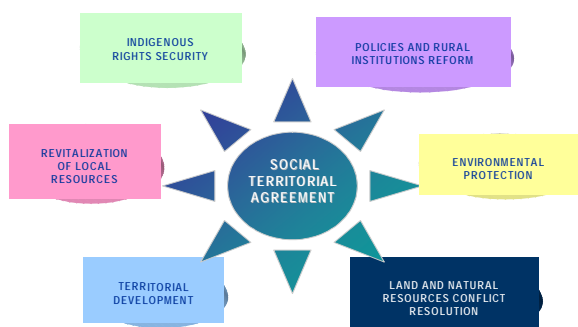 INDIGENOUS
RIGHTS SECURITY
POLICIES AND RURAL
INSTITUTIONS REFORM
REVITALIZATION
OF LOCAL
RESOURCES
SOCIAL
TERRITORIAL
AGREEMENT
ENVIRONMENTAL
PROTECTION
TERRITORIAL
DEVELOPMENT
LAND AND NATURAL
RESOURCES CONFLICT
RESOLUTION